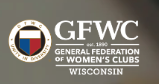 GFWC
est. 1890
GENERAL FEDERATION
OF WOMEN'S CLUBS
WISCONSIN